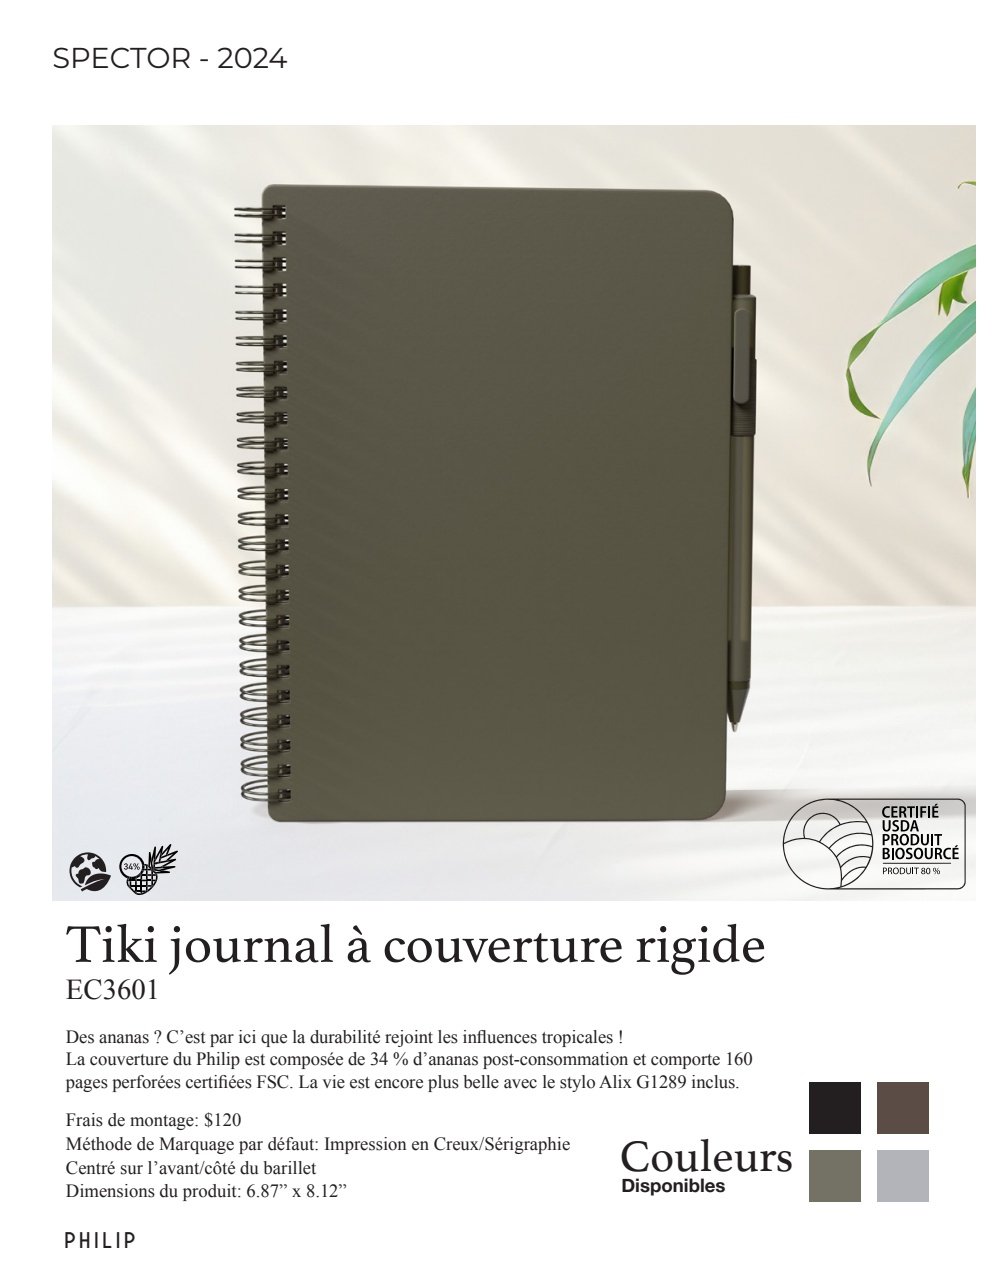 SPECTOR - 2024
34%
CERTIFIÉ
USDA
PRODUIT
BIOSOURCÉ
PRODUIT 80 %
Tiki journal à couverture rigide
EC3601
Des ananas ? C’est par ici que la durabilité rejoint les influences tropicales !
La couverture du Philip est composée de 34 % d’ananas post-consommation et comporte 160
pages perforées certifiées FSC. La vie est encore plus belle avec le stylo Alix G1289 inclus.
Frais de montage: $120
Méthode de Marquage par défaut: Impression en Creux/Sérigraphie
Centré sur l’avant/côté du barillet
Dimensions du produit: 6.87” x 8.12”
Couleurs
Disponibles
PHILIP